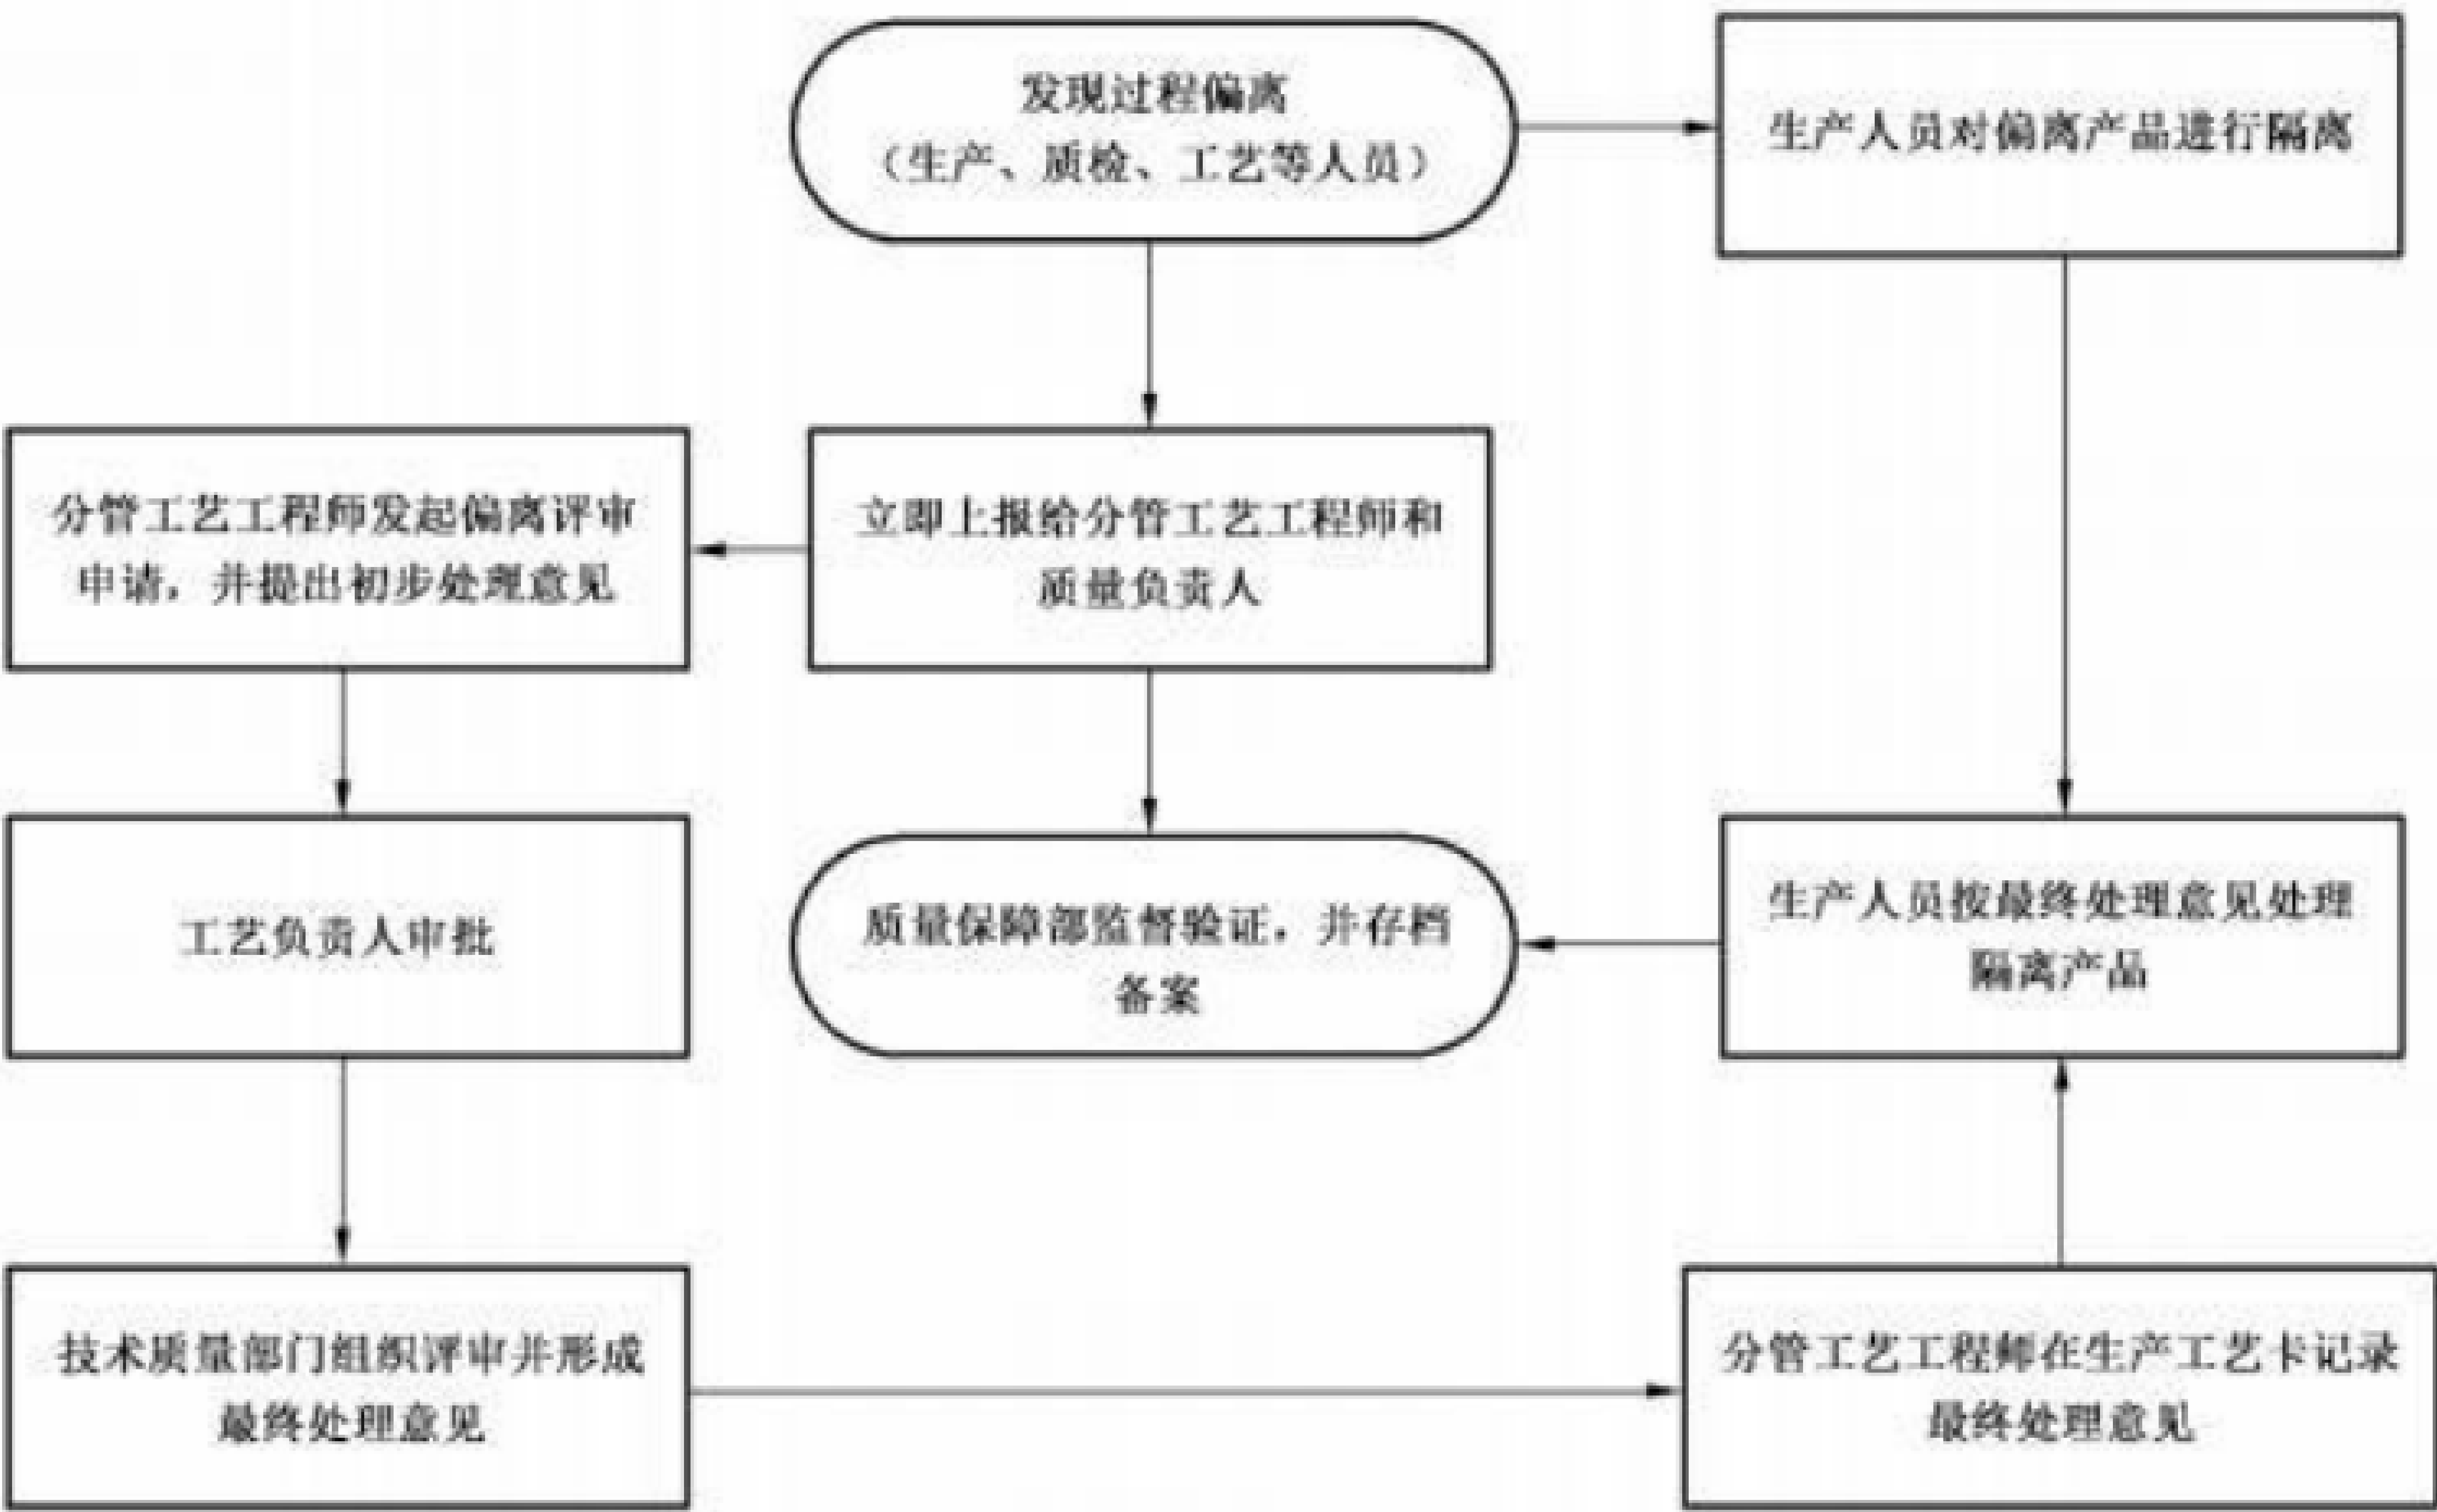 发现过程偏离
（生产、质检、工艺等人员）
生产人员对偏离产品进行隔离
分管工艺工程师发起偏离评审
申请，并提出初步处理意见
立即上报给分管工艺工程师和
质量负责人
工艺负责人审批
质量保障部监督验证，并存档
备案
生产人员按最终处理意见处理
隔离产品
技术质量部门组织评审并形成
最终处理意见
分管工艺工程师在生产工艺卡记录
最终处理意见